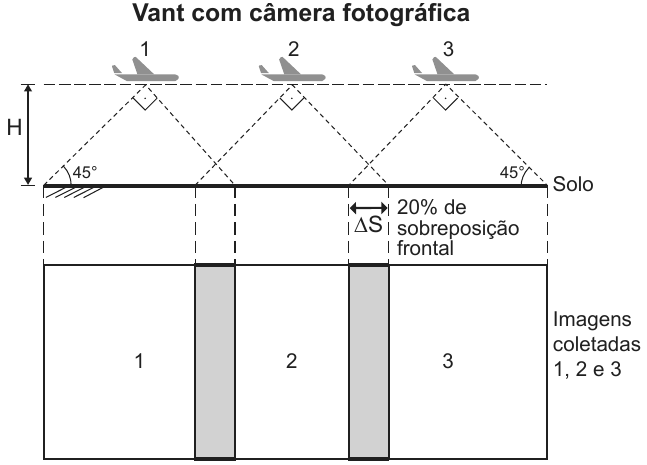 Vant com câmera fotográfica
1 2 3
H
45° 45°
Solo
ΔS
20% de
sobreposição
frontal
1 2 3
Imagens
coletadas
1, 2 e 3